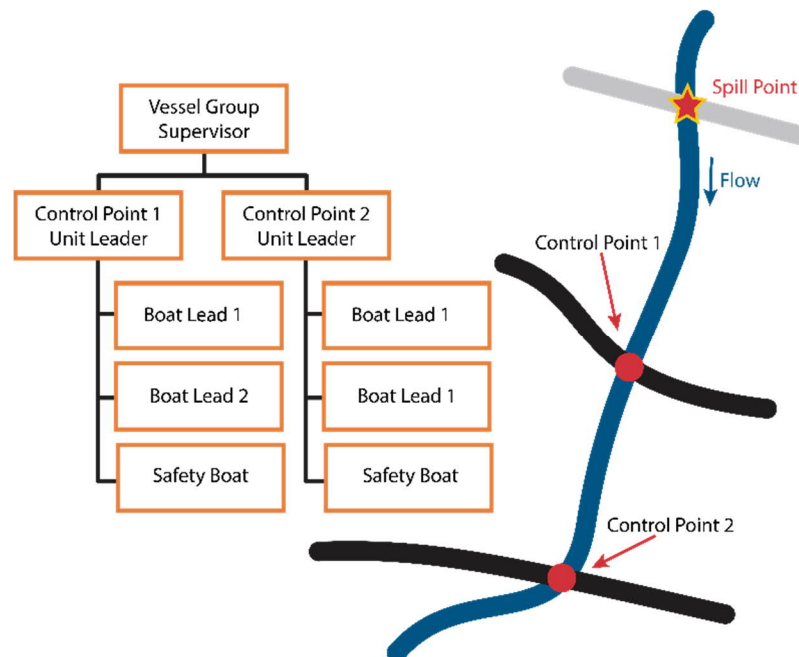 Vessel Group
Supervisor
Control Point 1
Unit Leader
Control Point 2
Unit Leader
Boat Lead 1
Boat Lead 2
Safety Boat
Boat Lead 1
Boat Lead 1
Safety Boat
Spill Point
Flow
Control Point 1
Control Point 2